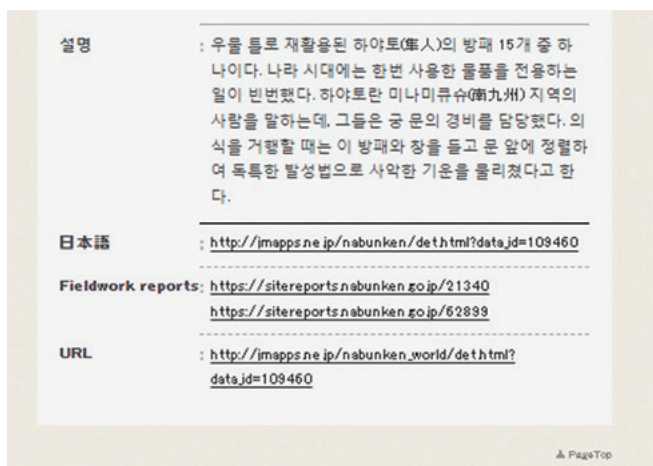 설명 : 우물 틀로 재활용된 하야토(隼人)의 방패 15개 중 하
나이다. 나라 시대에는 한번 사용한 물품을 전용하는
일이 빈번했다. 하야토란 미나미큐슈(南九州) 지역의
사람을 말하는데, 그들은 궁 문의 경비를 담당했다. 의
식을 거행할 때는 이 방패와 창을 들고 문 앞에 정렬하
여 독특한 발성법으로 사악한 기운을 물리쳤다고 한
다.
日本語 : http://jmapps.ne.jp/nabunken/det.html?data_id=109460
Fieldwork reports: https://sitereports.nabunken.go.jp/21340
https://sitereports.nabunken.go.jp/62899
URL : http://jmapps.ne.jp/nabunken_world/det.html?
data_id=109460
▲ PageTop